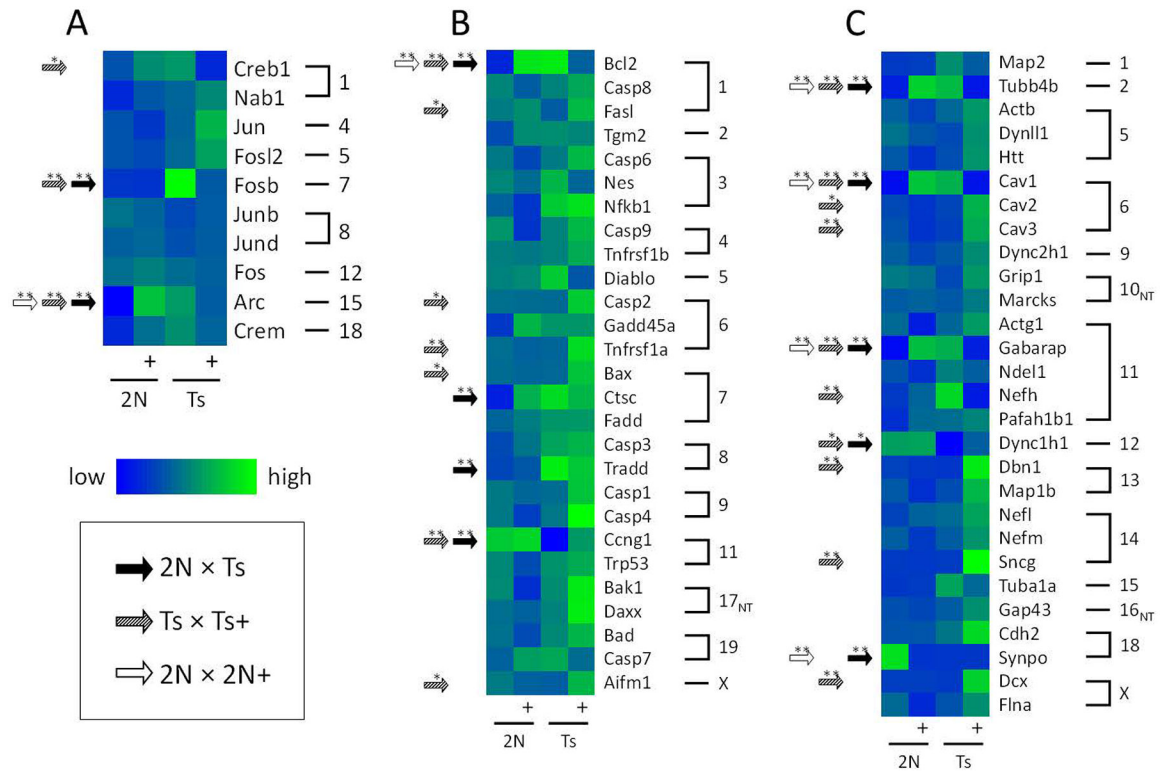 A
* Creb1
Nab1
1
Jun 4
Fosl2 5
** ** Fosb 7
Junb
Jund
8
Fos 12
** ** ** Arc 15
Crem 18
+ +
2N Ts
low high
2N × Ts
Ts × Ts+
2N × 2N+
B
** ** ** Bcl2
Casp8
* Fasl
1
Tgm2 2
Casp6
Nes
Nfkb1
3
Casp9
Tnfrsf1b
4
Diablo 5
* Casp2
Gadd45a
** Tnfrsf1a
6
* Bax
** Ctsc
Fadd
7
Casp3
** Tradd
8
Casp1
Casp4
9
** ** Ccng1
Trp53
11
Bak1
Daxx
17NT
Bad
Casp7
19
* Aifm1 X
+ +
2N Ts
C
Map2 1
** ** ** Tubb4b 2
Actb
Dynll1
Htt
5
** ** ** Cav1
* Cav2
** Cav3
6
Dync2h1 9
Grip1
Marcks
10NT
Actg1
** ** ** Gabarap
Ndel1
** Nefh
Pafah1b1
11
* * Dync1h1 12
** Dbn1
Map1b
13
Nefl
Nefm
** Sncg
14
Tuba1a 15
Gap43 16NT
Cdh2
** ** Synpo
18
** Dcx
Flna
X
+ +
2N Ts